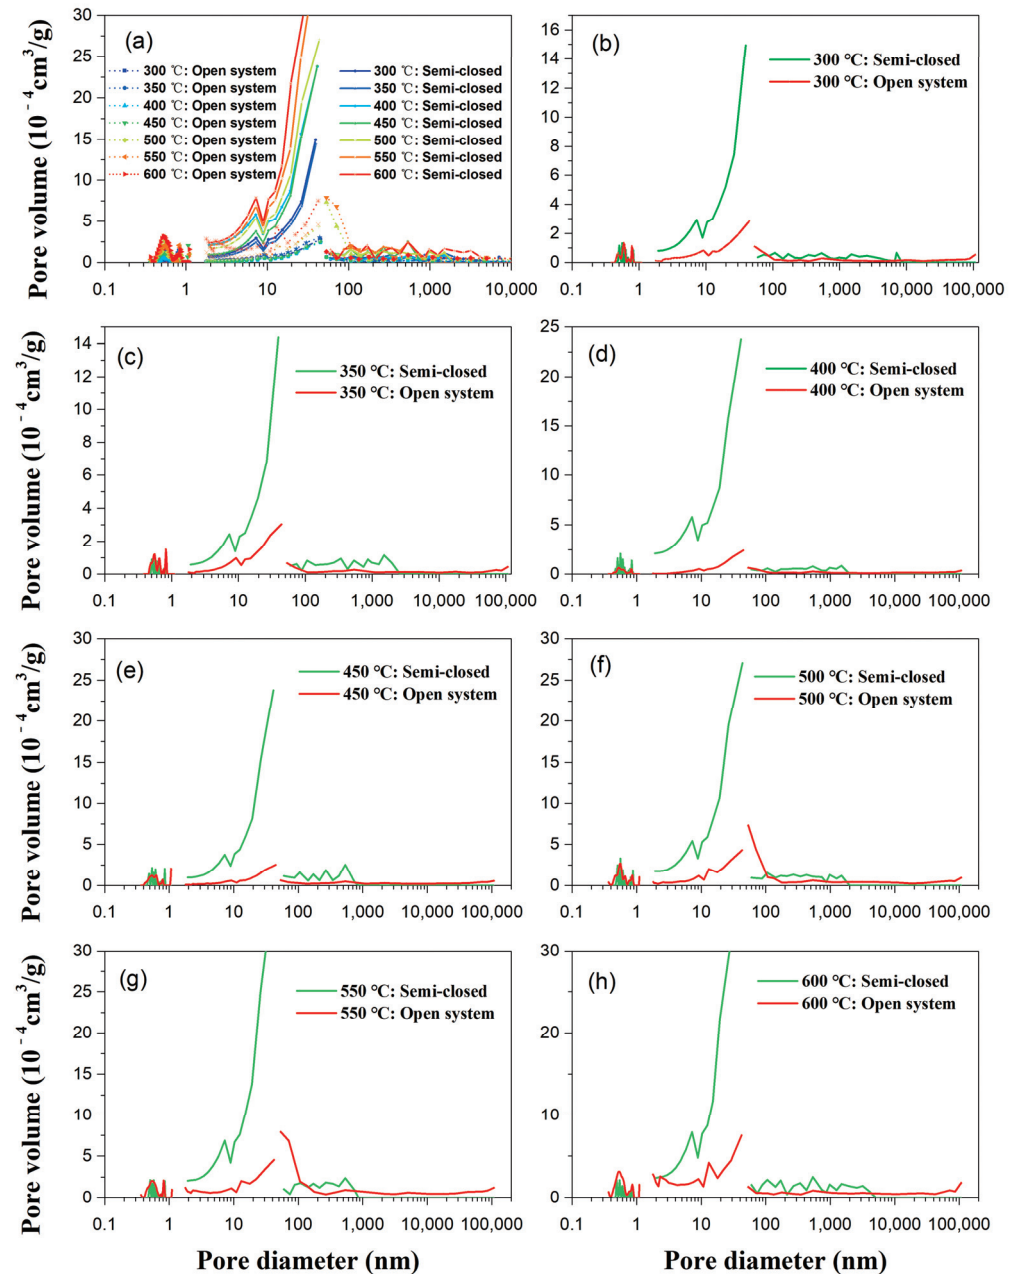 Pore volume (10⁻⁴cm³/g)
30
25
20
15
10
5
0
(a)
300 ℃: Open system
350 ℃: Open system
400 ℃: Open system
450 ℃: Open system
500 ℃: Open system
550 ℃: Open system
600 ℃: Open system
300 ℃: Semi-closed
350 ℃: Semi-closed
400 ℃: Semi-closed
450 ℃: Semi-closed
500 ℃: Semi-closed
550 ℃: Semi-closed
600 ℃: Semi-closed
0.1 1 10 100 1,000 10,000
16
14
12
10
8
6
4
2
0
(b)
300 °C: Semi-closed
300 °C: Open system
0.1 1 10 100 1,000 10,000 100,000
Pore volume (10⁻⁴cm³/g)
14
12
10
8
6
4
2
0
(c)
350 °C: Semi-closed
350 °C: Open system
0.1 1 10 100 1,000 10,000 100,000
25
20
15
10
5
0
(d)
400 °C: Semi-closed
400 °C: Open system
0.1 1 10 100 1,000 10,000 100,000
Pore volume (10⁻⁴cm³/g)
30
25
20
15
10
5
0
(e)
450 °C: Semi-closed
450 °C: Open system
0.1 1 10 100 1,000 10,000 100,000
30
25
20
15
10
5
0
(f)
500 °C: Semi-closed
500 °C: Open system
0.1 1 10 100 1,000 10,000 100,000
Pore volume (10⁻⁴cm³/g)
30
20
10
5
0
(g)
550 °C: Semi-closed
550 °C: Open system
0.1 1 10 100 1,000 10,000 100,000
30
20
10
5
0
(h)
600 °C: Semi-closed
600 °C: Open system
0.1 1 10 100 1,000 10,000 100,000
Pore diameter (nm)
Pore diameter (nm)